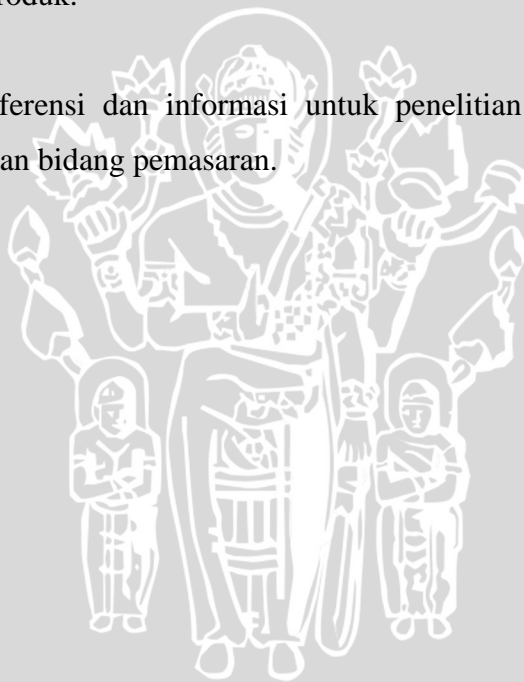 roduk.
ferensi dan informasi untuk penelitian
an bidang pemasaran.